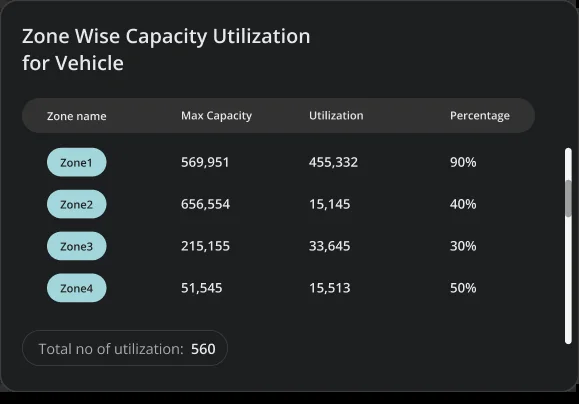 Zone Wise Capacity Utilization
for Vehicle
Zone name Max Capacity Utilization Percentage
Zone1 569,951 455,332 90%
Zone2 656,554 15,145 40%
Zone3 215,155 33,645 30%
Zone4 51,545 15,513 50%
Total no of utilization: 560